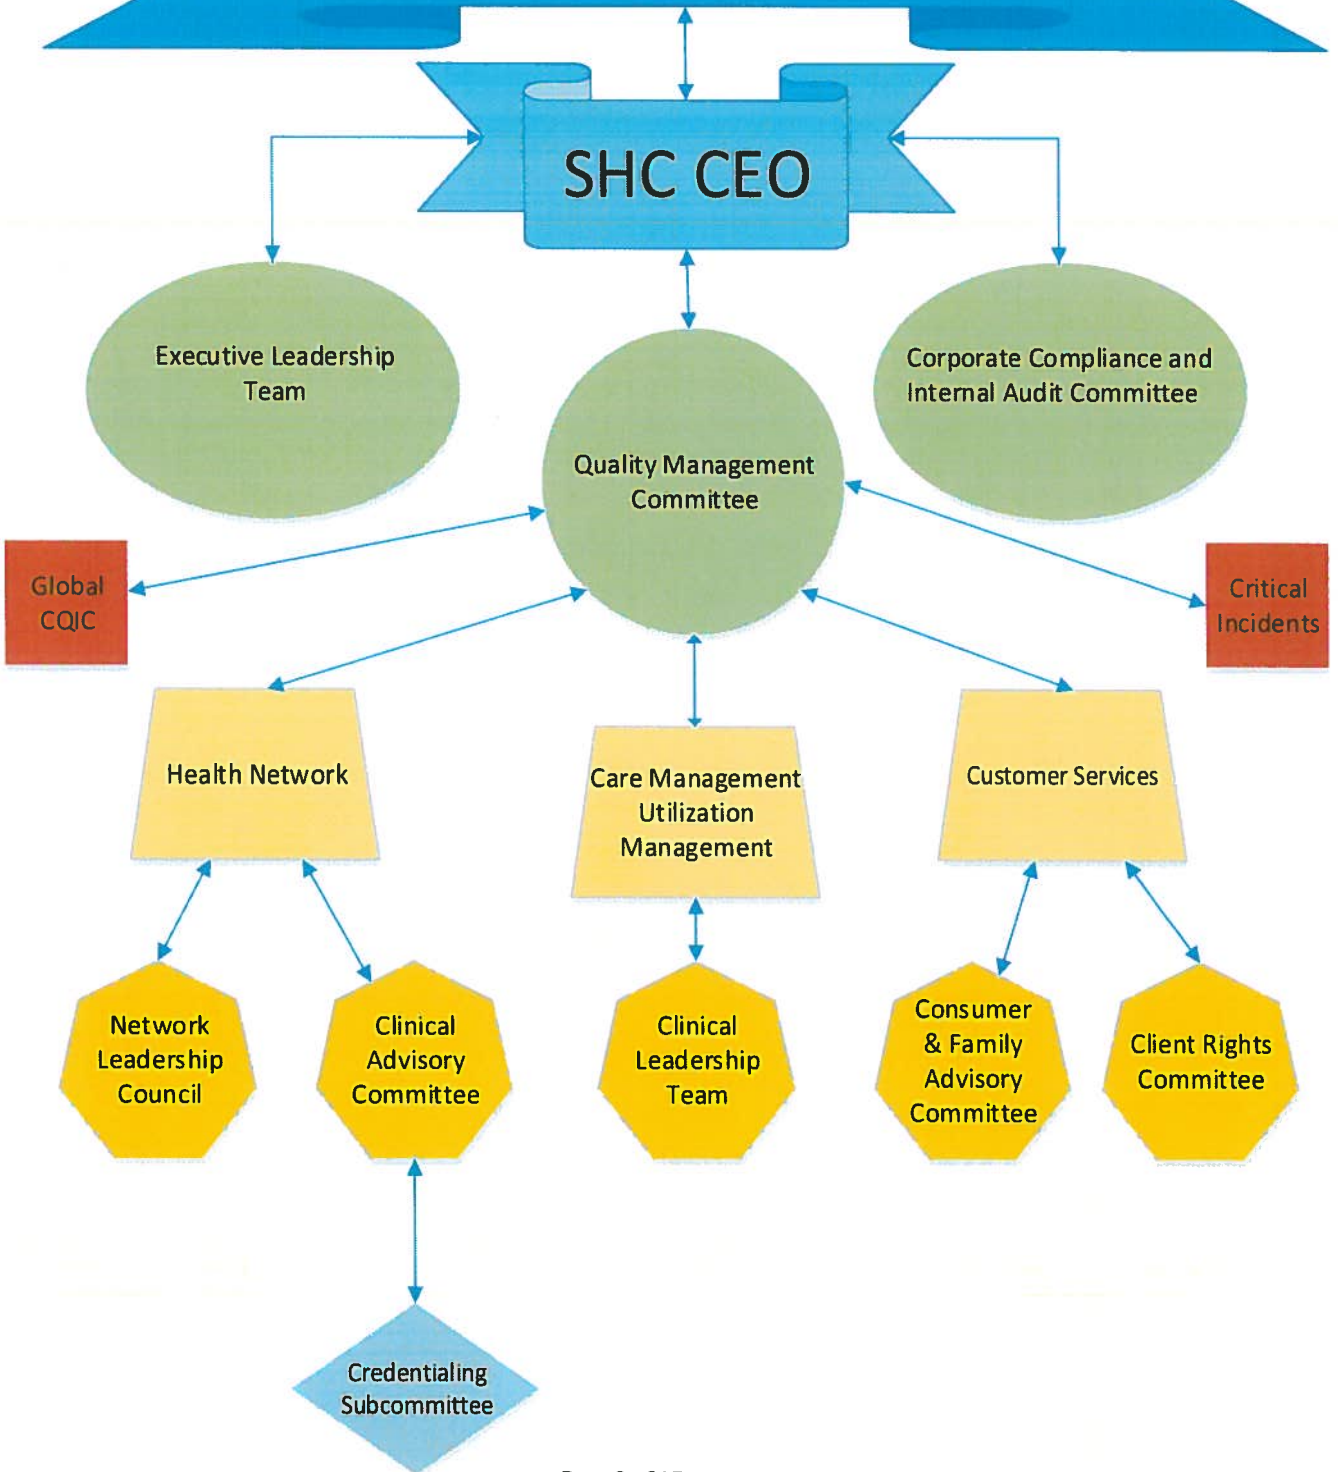 SHC CEO
Executive Leadership
Team
Corporate Compliance and
Internal Audit Committee
Quality Management
Committee
Global
CQIC
Critical
Incidents
Health Network
Care Management
Utilization
Management
Customer Services
Network
Leadership
Council
Clinical
Advisory
Committee
Clinical
Leadership
Team
Consumer
& Family
Advisory
Committee
Client Rights
Committee
Credentialing
Subcommittee